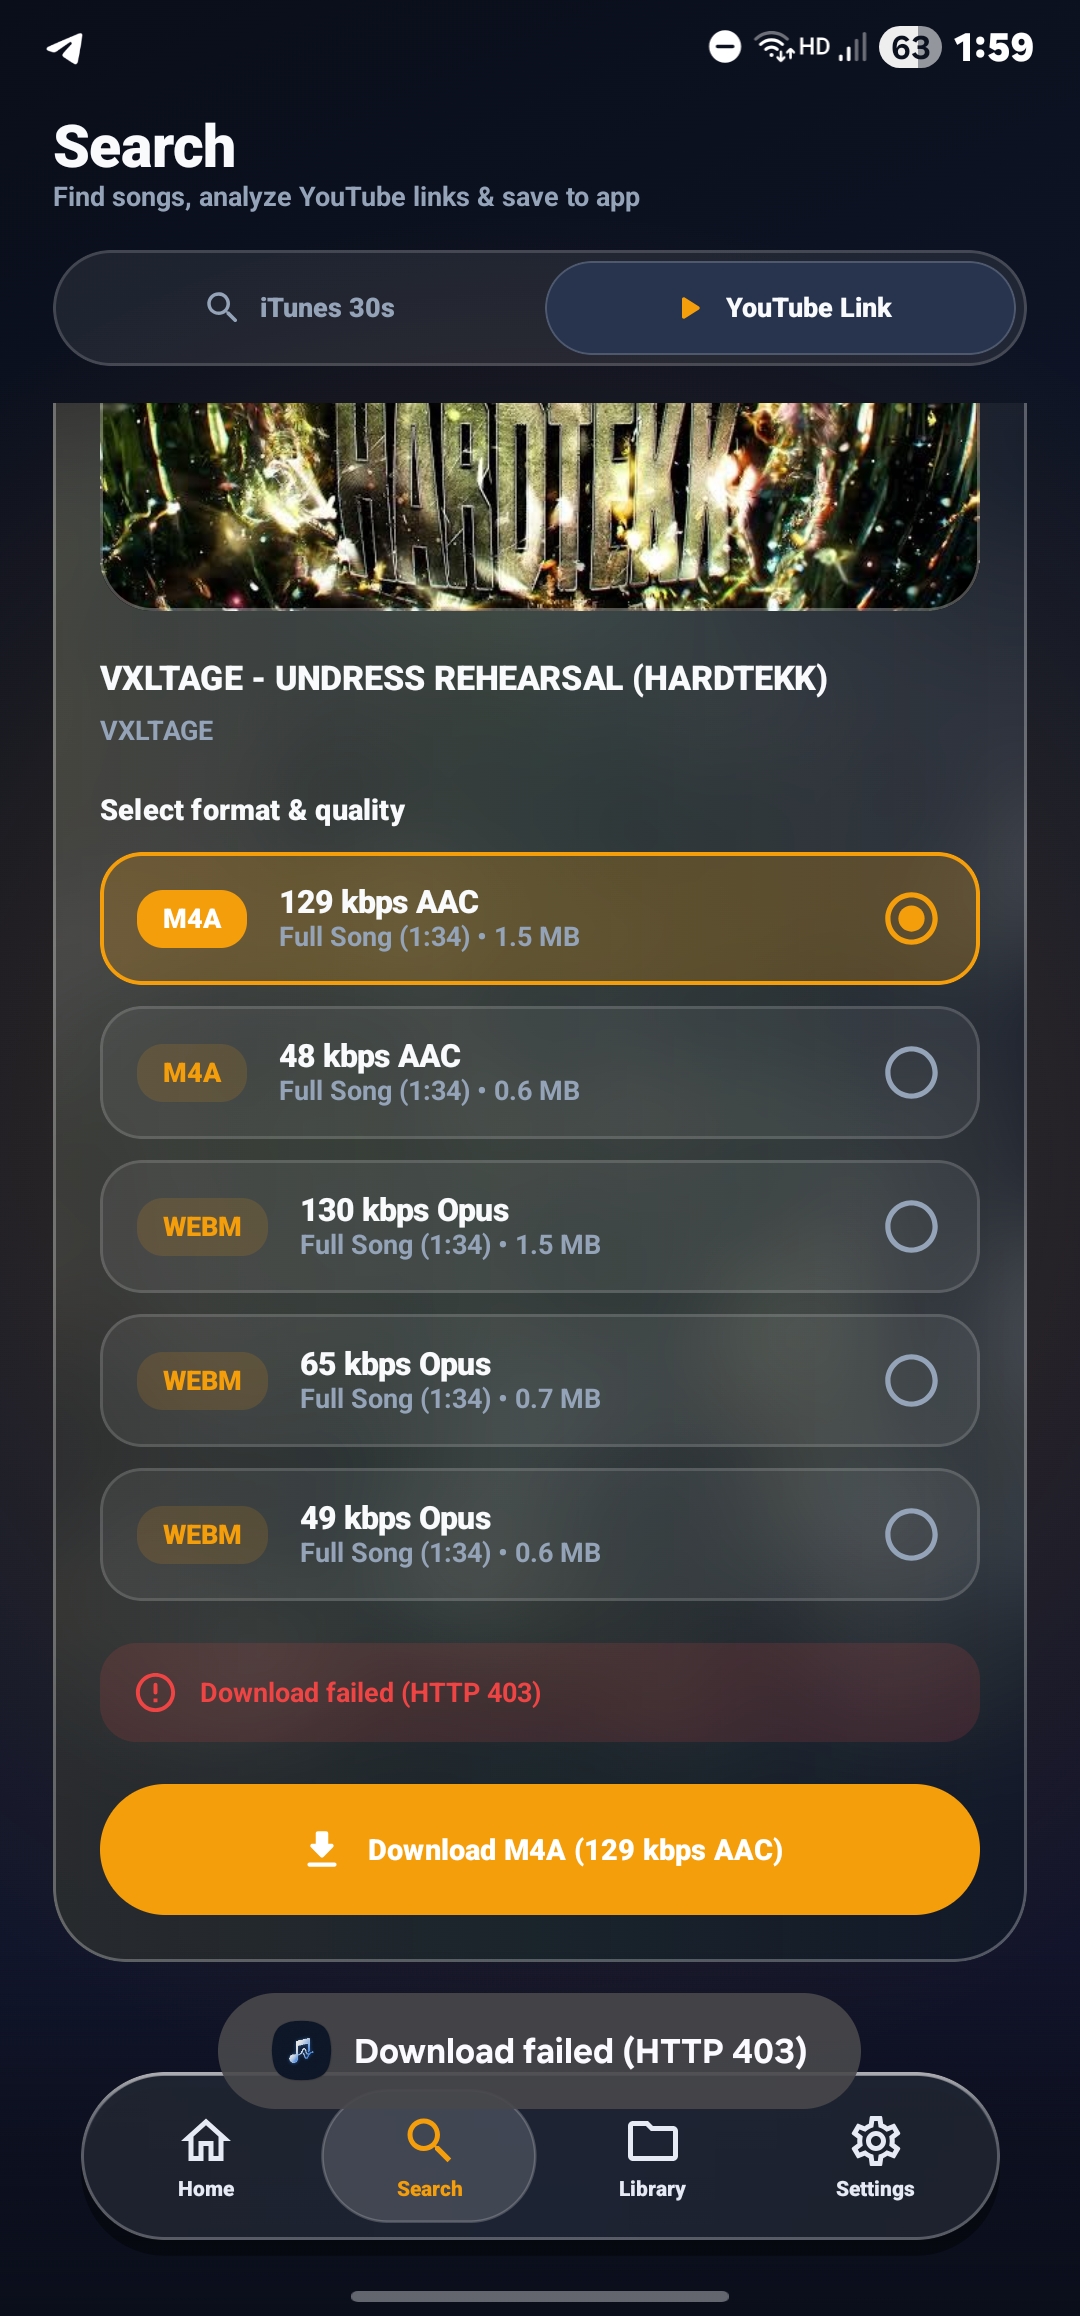 HD 63 1:59
Search
Find songs, analyze YouTube links & save to app
iTunes 30s
YouTube Link
HARDTEKK
VXLTAGE - UNDRESS REHEARSAL (HARDTEKK)
VXLTAGE
Select format & quality
M4A
129 kbps AAC
Full Song (1:34) • 1.5 MB
M4A
48 kbps AAC
Full Song (1:34) • 0.6 MB
WEBM
130 kbps Opus
Full Song (1:34) • 1.5 MB
WEBM
65 kbps Opus
Full Song (1:34) • 0.7 MB
WEBM
49 kbps Opus
Full Song (1:34) • 0.6 MB
Download failed (HTTP 403)
Download M4A (129 kbps AAC)
Download failed (HTTP 403)
Home
Search
Library
Settings